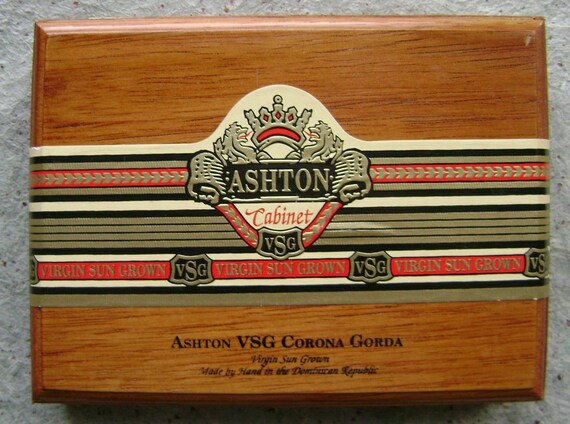 ASHTON
Cabinet
VSG
VIRGIN SUN GROWN VSG VIRGIN SUN GROWN VSG VIRGIN SUN GROWN VS
ASHTON VSG CORONA GORDA
Virgin Sun Grown
Made by Hand in the Dominican Republic